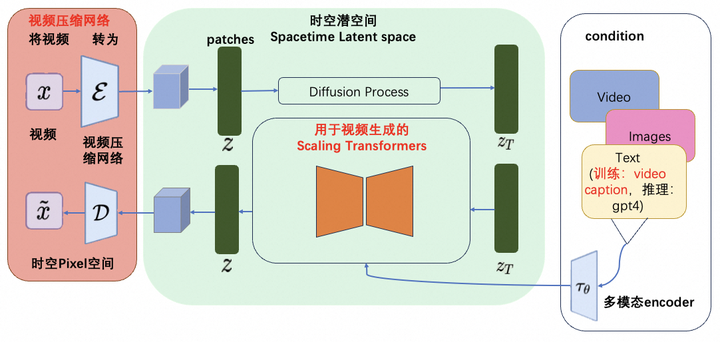 视频压缩网络
将视频 转为
x
ℰ
视频
视频压
缩网络
x̃
𝒟
时空Pixel空间
时空潜空间
Spacetime Latent space
patches
z
Diffusion Process
z_T
用于视频生成的
Scaling Transformers
z
z_T
condition
Video
Images
Text
(训练：video
caption，推理：
gpt4)
τ_θ
多模态encoder